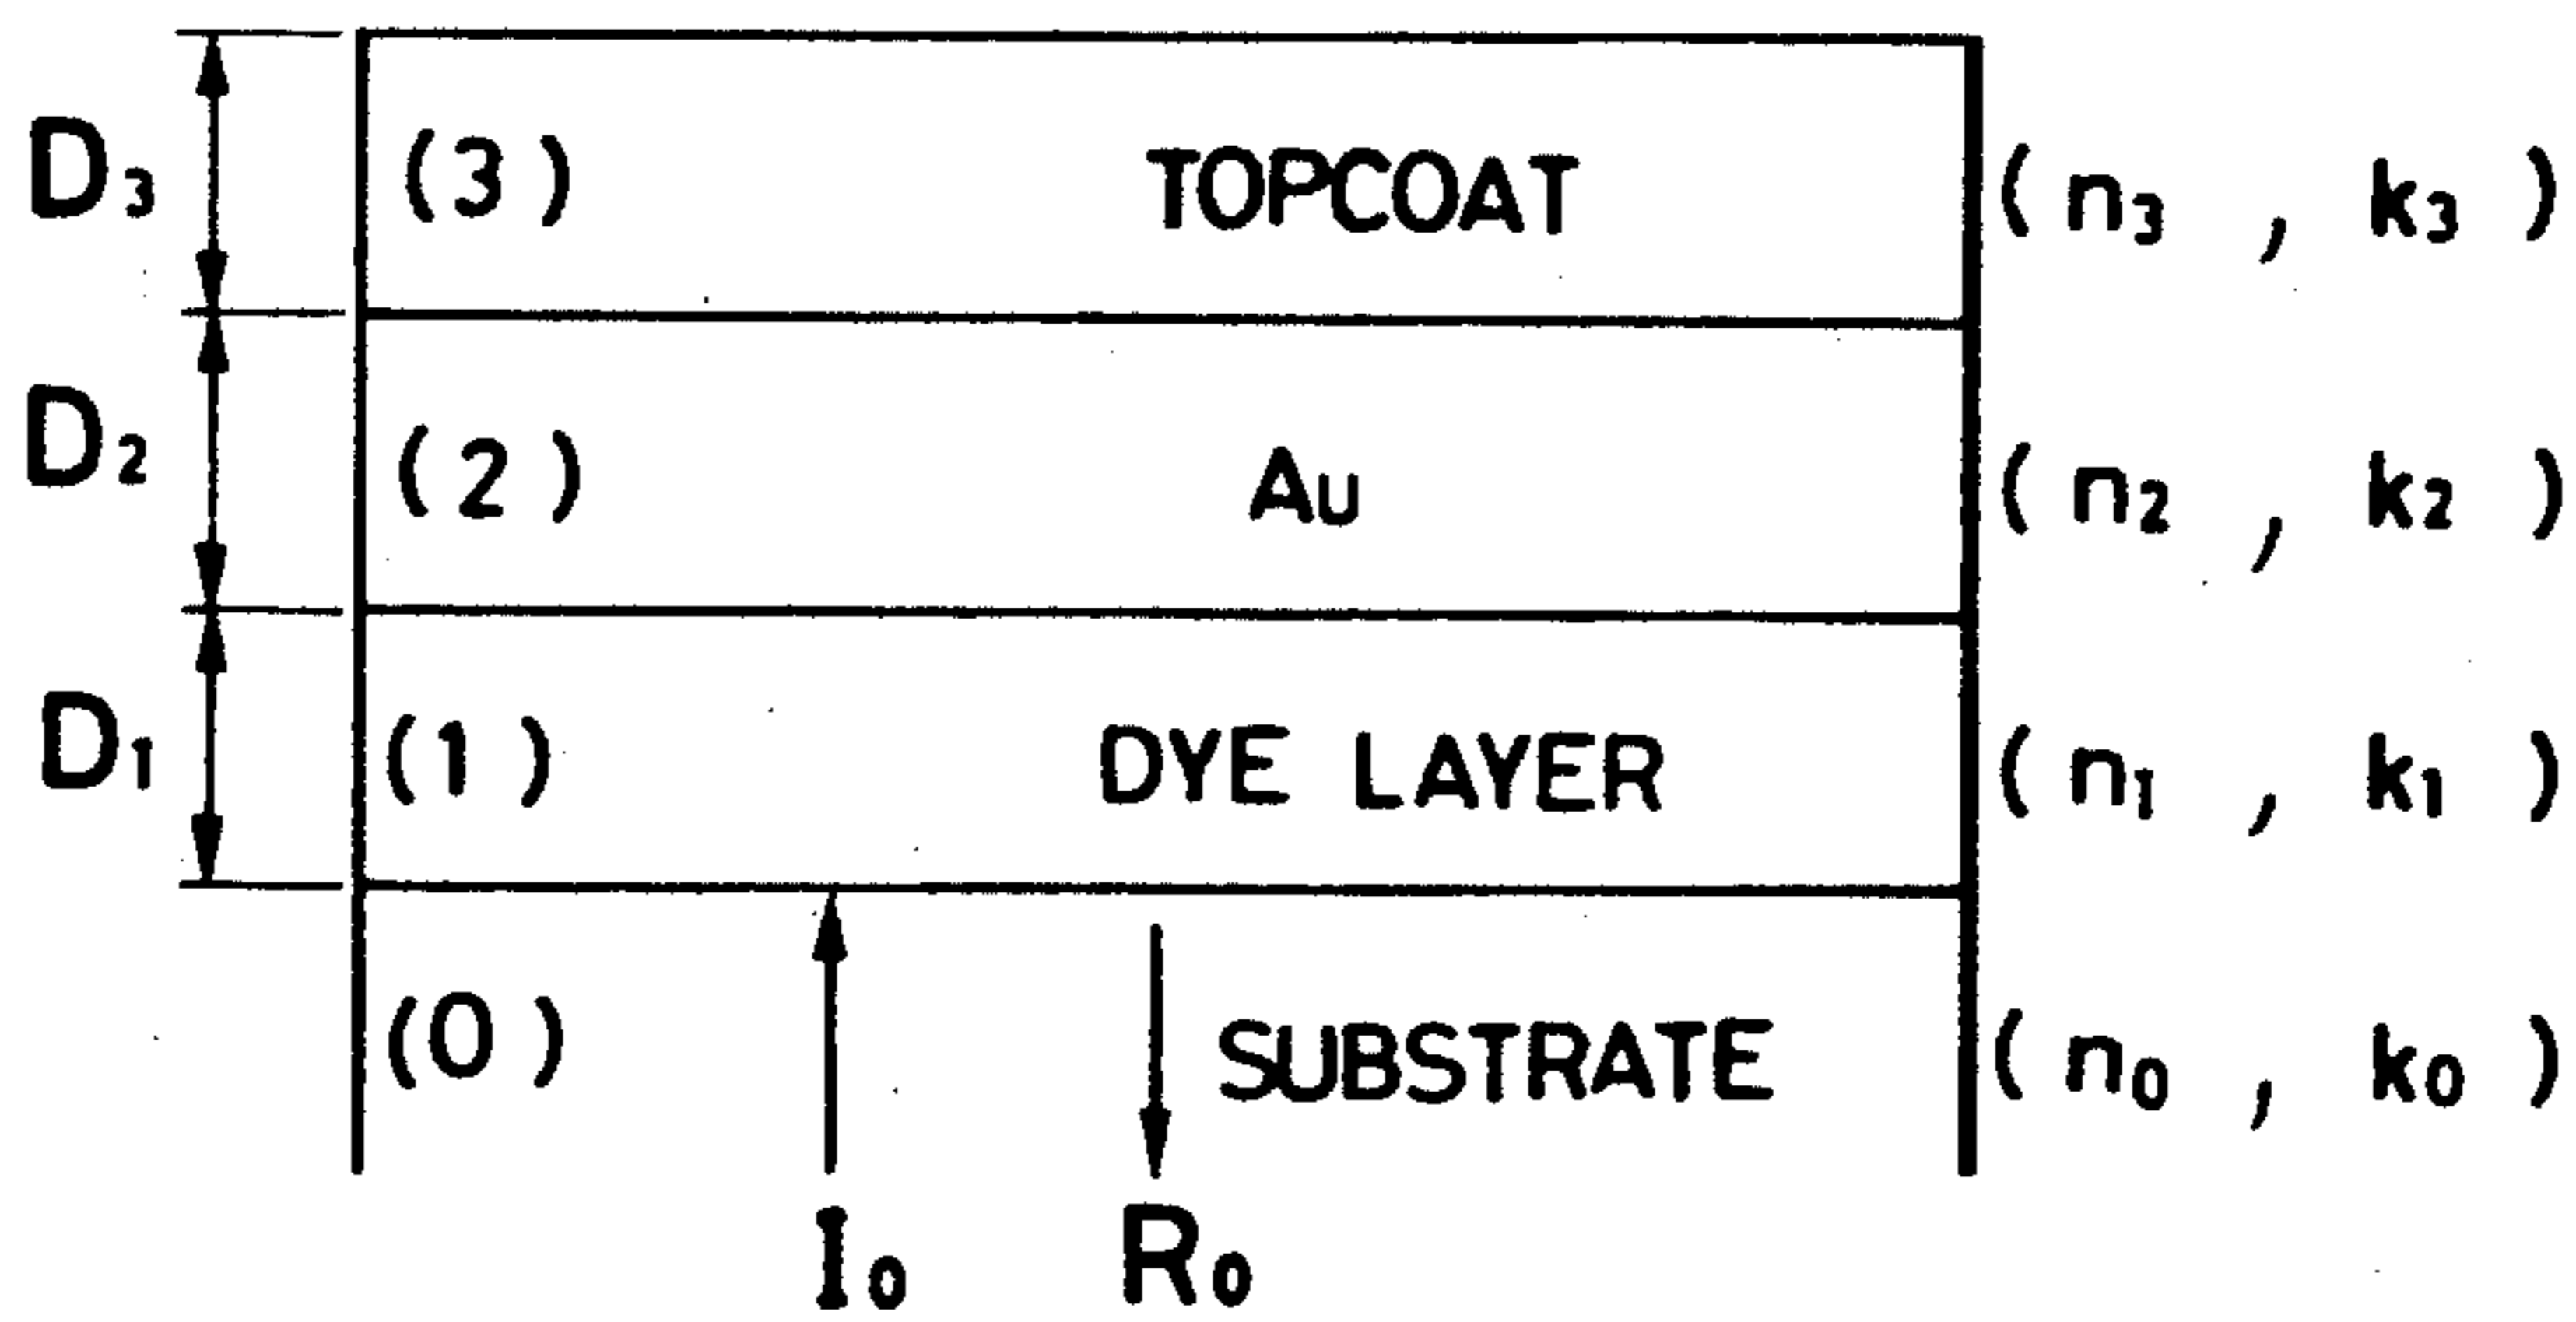 D3 (3) TOPCOAT (n3, k3)
D2 (2) Au (n2, k2)
D1 (1) DYE LAYER (n1, k1)
(0) SUBSTRATE (n0, k0)
I0 R0